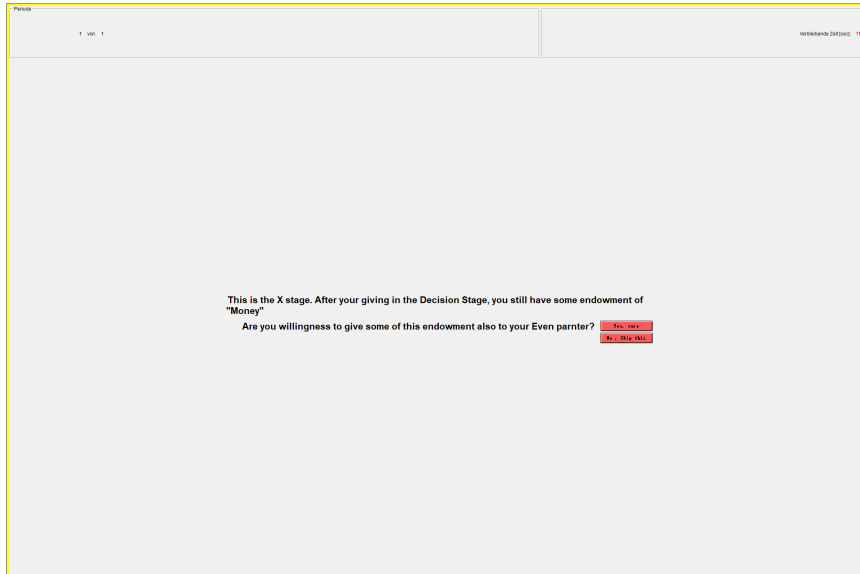 Periode
1 von 1
Verbleibende Zeit [sec]: 11
This is the X stage. After your giving in the Decision Stage, you still have some endowment of
"Money"
Are you willingness to give some of this endowment also to your Even parnter?
Yes, sure
No , Skip this